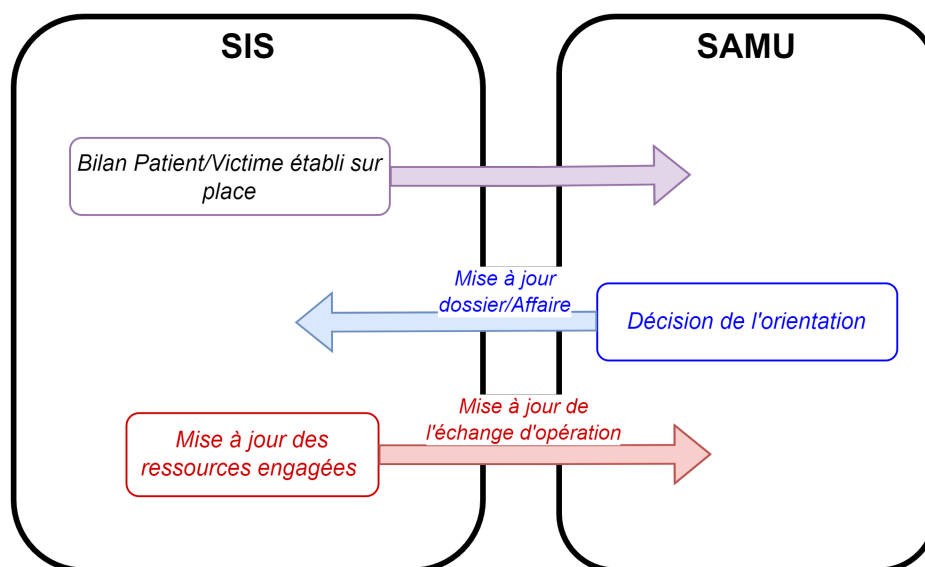 SIS
SAMU
Bilan Patient/Victime établi sur
place
Mise à jour
dossier/Affaire
Décision de l'orientation
Mise à jour des
ressources engagées
Mise à jour de
l'échange d'opération